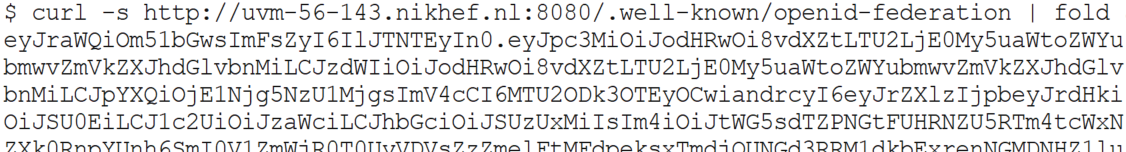 $ curl -s http://uvm-56-143.nikhef.nl:8080/.well-known/openid-federation | fold
eyJraWQiOm51bGwsImFsZyI6IlJTNTEyIn0.eyJpc3MiOiJodHRwOi8vdXZtLTU2LjE0My5uaWtoZWYu
bmwvZmVkZXJhdGlvbnMiLCJzdWIiOiJodHRwOi8vdXZtLTU2LjE0My5uaWtoZWYubmwvZmVkZXJhdGlv
bnMiLCJpYXQiOjE1Njg5NzU1MjgsImV4cCI6MTU2ODk3OTEyOCwiandrcyI6eyJrZXlzIjpbeyJrdHki
OiJSU0EiLCJ1c2UiOiJzaWciLCJhbGciOiJSUzUxMiIsIm4iOiJtWG5sdTZPNGtFUHRNZU5RTm4tcWxN